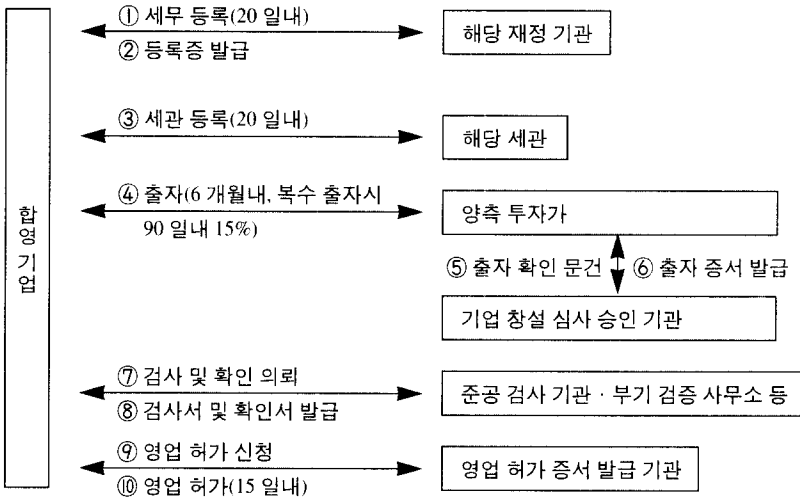 ① 세무 등록(20 일내)
② 등록증 발급
해당 재정 기관
③ 세관 등록(20 일내)
해당 세관
합영 기업
④ 출자(6 개월내, 복수 출자시
90 일내 15%)
양측 투자가
⑤ 출자 확인 문건
⑥ 출자 증서 발급
기업 창설 심사 승인 기관
⑦ 검사 및 확인 의뢰
⑧ 검사서 및 확인서 발급
준공 검사 기관 · 부기 검증 사무소 등
⑨ 영업 허가 신청
⑩ 영업 허가(15 일내)
영업 허가 증서 발급 기관